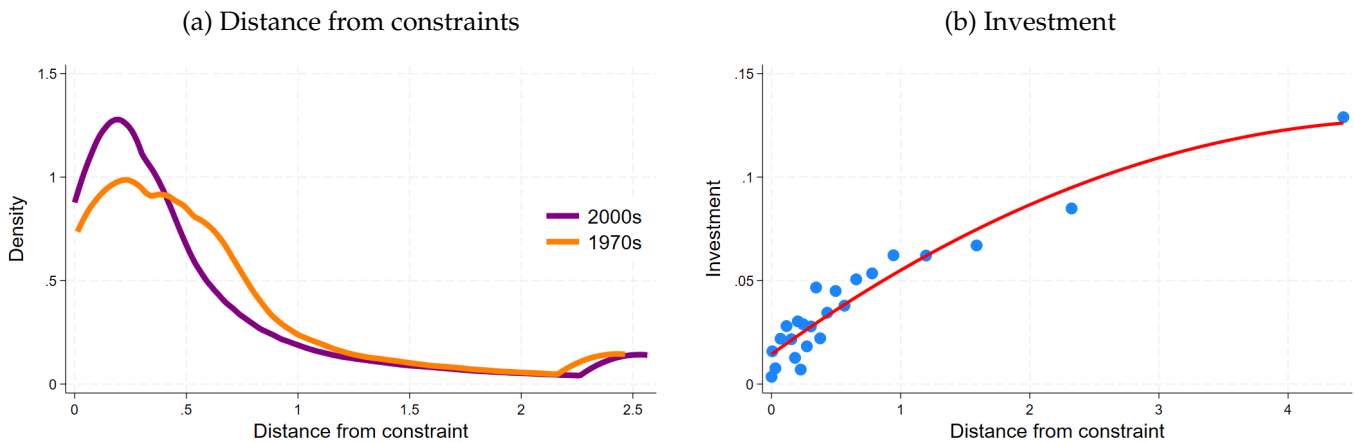 (a) Distance from constraints
1.5
1
.5
0
Density
0 .5 1 1.5 2 2.5
Distance from constraint
2000s
1970s
(b) Investment
.15
.1
.05
0
Investment
0 1 2 3 4
Distance from constraint